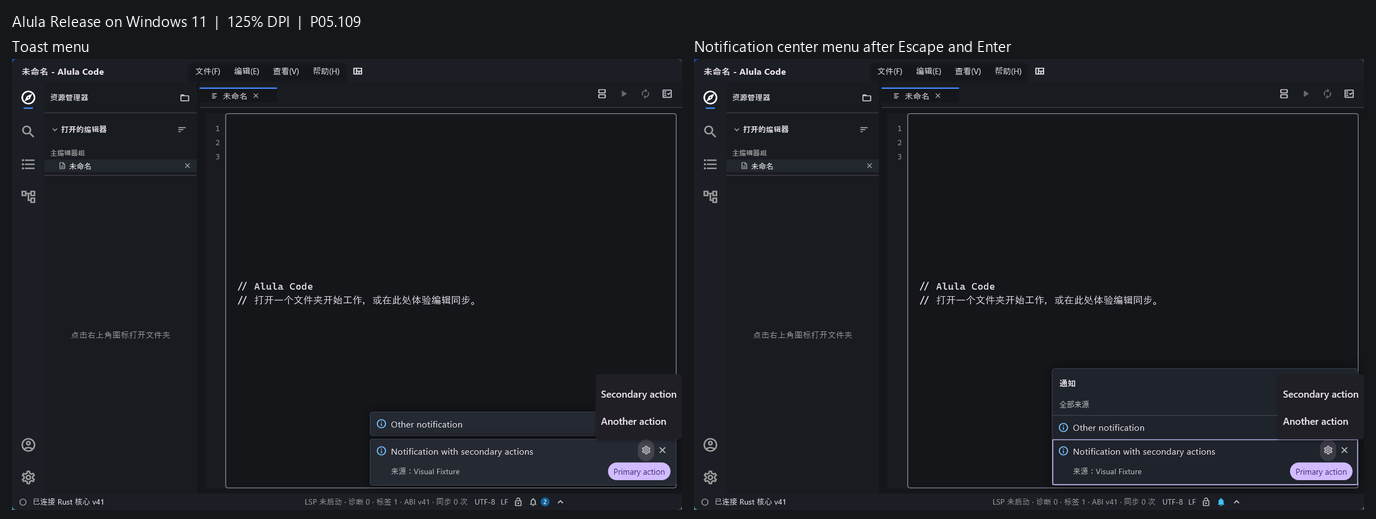 Alula Release on Windows 11 | 125% DPI | P05.109
Toast menu
未命名 - Alula Code 文件(F) 编辑(E) 查看(V) 帮助(H)
资源管理器
未命名
打开的编辑器
主编辑器组
未命名
1
2
3
// Alula Code
// 打开一个文件夹开始工作，或在此处体验编辑同步。
点击右上角图标打开文件夹
Secondary action
Another action
Other notification
Notification with secondary actions
来源：Visual Fixture
Primary action
已连接 Rust 核心 v41
LSP 未启动 · 诊断 0 · 标签 1 · ABI v41 · 同步 0 次 UTF-8 LF 2
Notification center menu after Escape and Enter
未命名 - Alula Code 文件(F) 编辑(E) 查看(V) 帮助(H)
资源管理器
未命名
打开的编辑器
主编辑器组
未命名
1
2
3
// Alula Code
// 打开一个文件夹开始工作，或在此处体验编辑同步。
点击右上角图标打开文件夹
通知
全部来源
Secondary action
Another action
Other notification
Notification with secondary actions
来源：Visual Fixture
Primary action
已连接 Rust 核心 v41
LSP 未启动 · 诊断 0 · 标签 1 · ABI v41 · 同步 0 次 UTF-8 LF